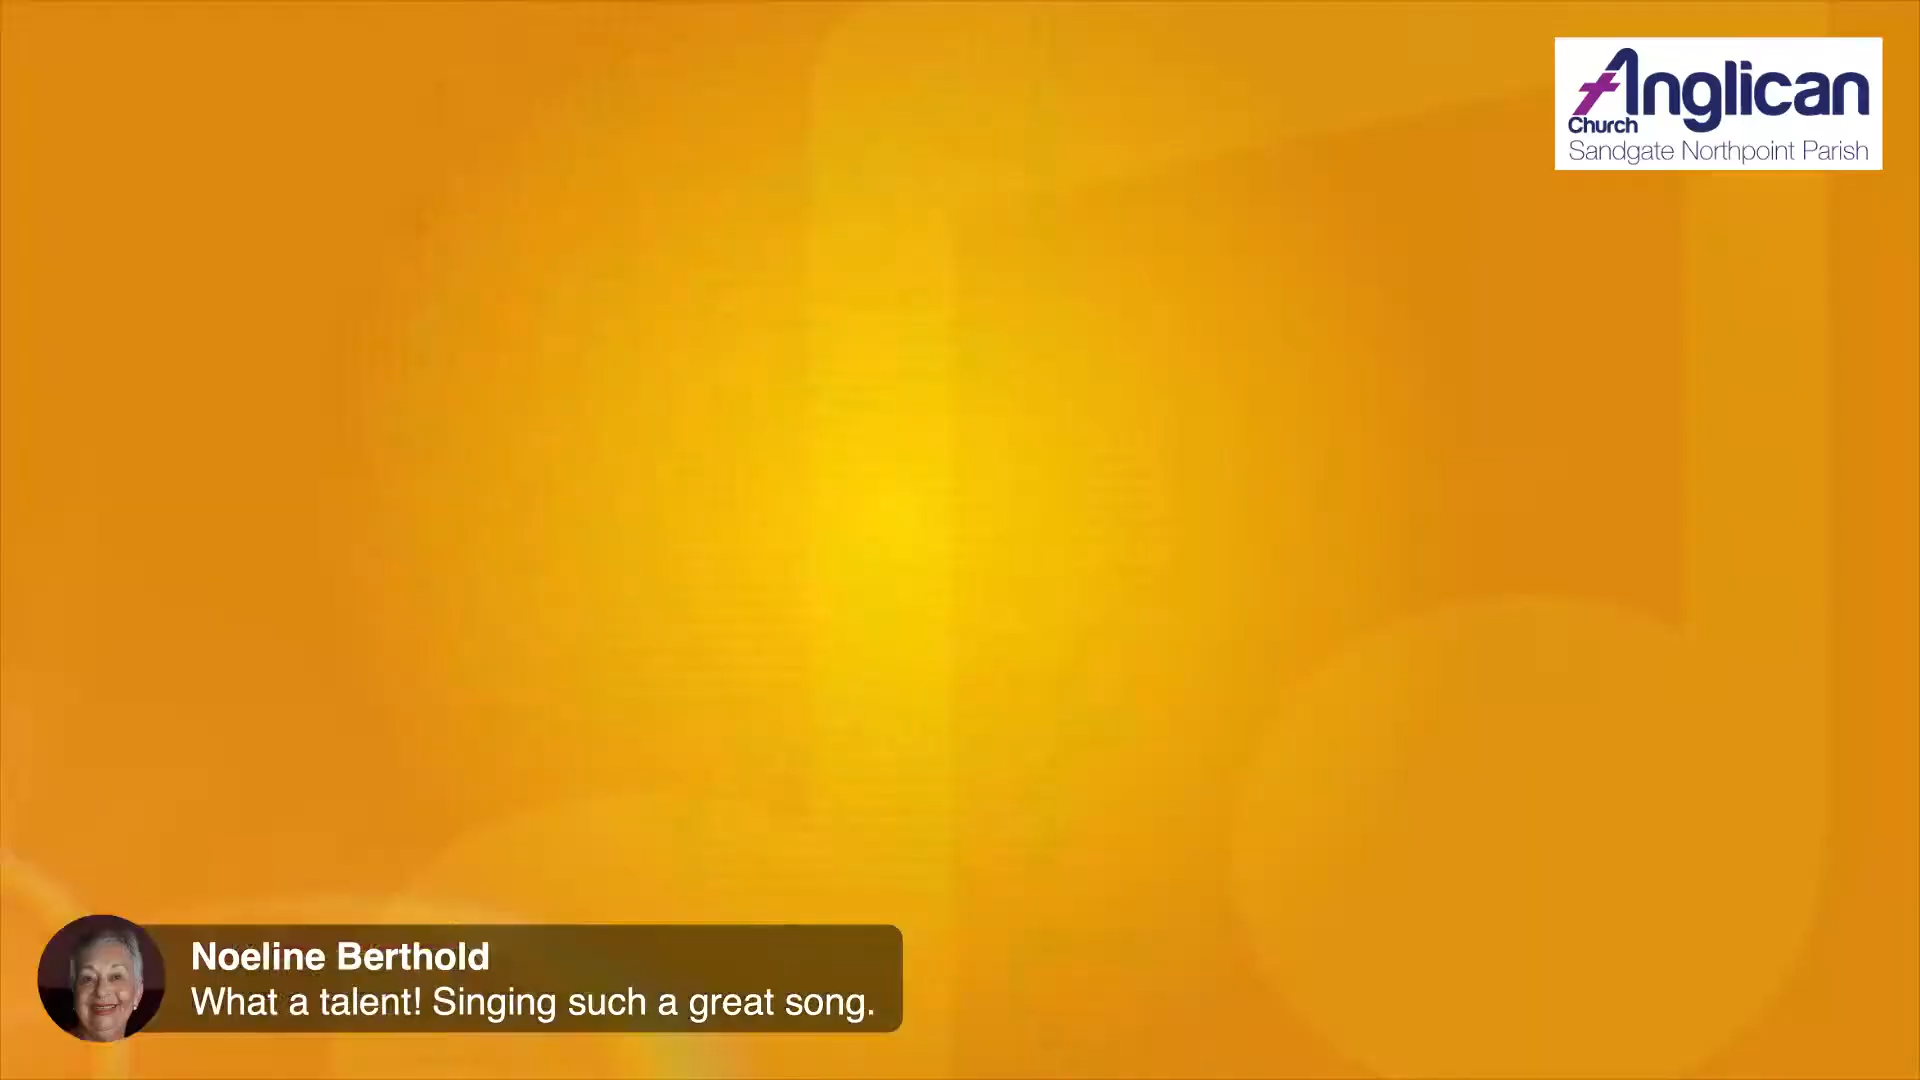 Anglican
Church
Sandgate Northpoint Parish
Noeline Berthold
What a talent! Singing such a great song.